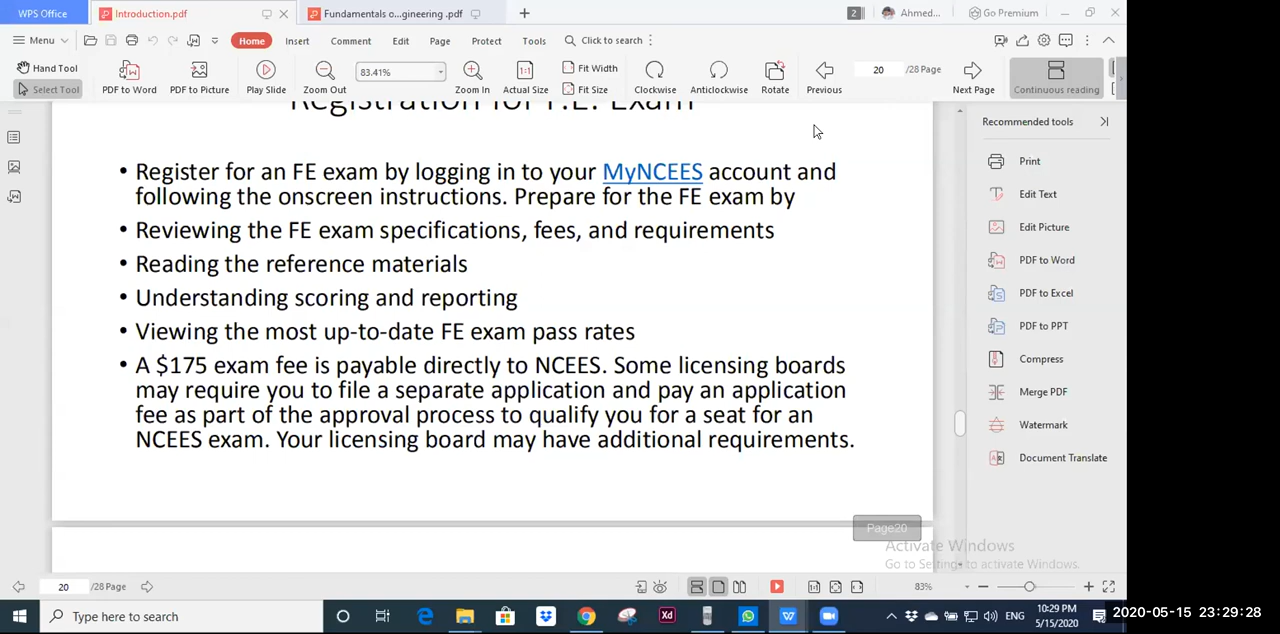 WPS Office
Introduction.pdf
Fundamentals o...gineering .pdf
2
Ahmed...
Go Premium
Menu
Home
Insert
Comment
Edit
Page
Protect
Tools
Click to search
Hand Tool
Select Tool
PDF to Word
PDF to Picture
Play Slide
Zoom Out
83.41%
Zoom In
Actual Size
Fit Width
Fit Size
Clockwise
Anticlockwise
Rotate
Previous
20
/28 Page
Next Page
Continuous reading
Registration for F.E. Exam
• Register for an FE exam by logging in to your MyNCEES account and
following the onscreen instructions. Prepare for the FE exam by
• Reviewing the FE exam specifications, fees, and requirements
• Reading the reference materials
• Understanding scoring and reporting
• Viewing the most up-to-date FE exam pass rates
• A $175 exam fee is payable directly to NCEES. Some licensing boards
may require you to file a separate application and pay an application
fee as part of the approval process to qualify you for a seat for an
NCEES exam. Your licensing board may have additional requirements.
Page20
Recommended tools
Print
Edit Text
Edit Picture
PDF to Word
PDF to Excel
PDF to PPT
Compress
Merge PDF
Watermark
Document Translate
Activate Windows
Go to Settings to activate Windows.
20
/28 Page
83%
Type here to search
Xd
ENG
10:29 PM
5/15/2020
2020-05-15 23:29:28